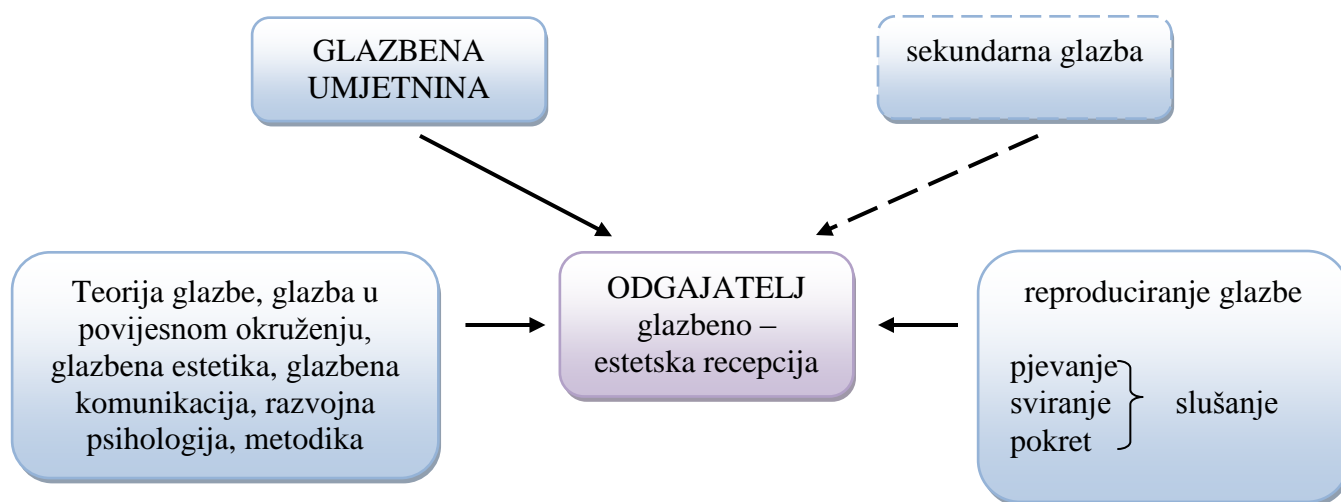 GLAZBENA
UMJETNINA
sekundarna glazba
Teorija glazbe, glazba u
povijesnom okruženju,
glazbena estetika, glazbena
komunikacija, razvojna
psihologija, metodika
ODGAJATELJ
glazbeno –
estetska recepcija
reproduciranje glazbe
pjevanje
sviranje
pokret
slušanje